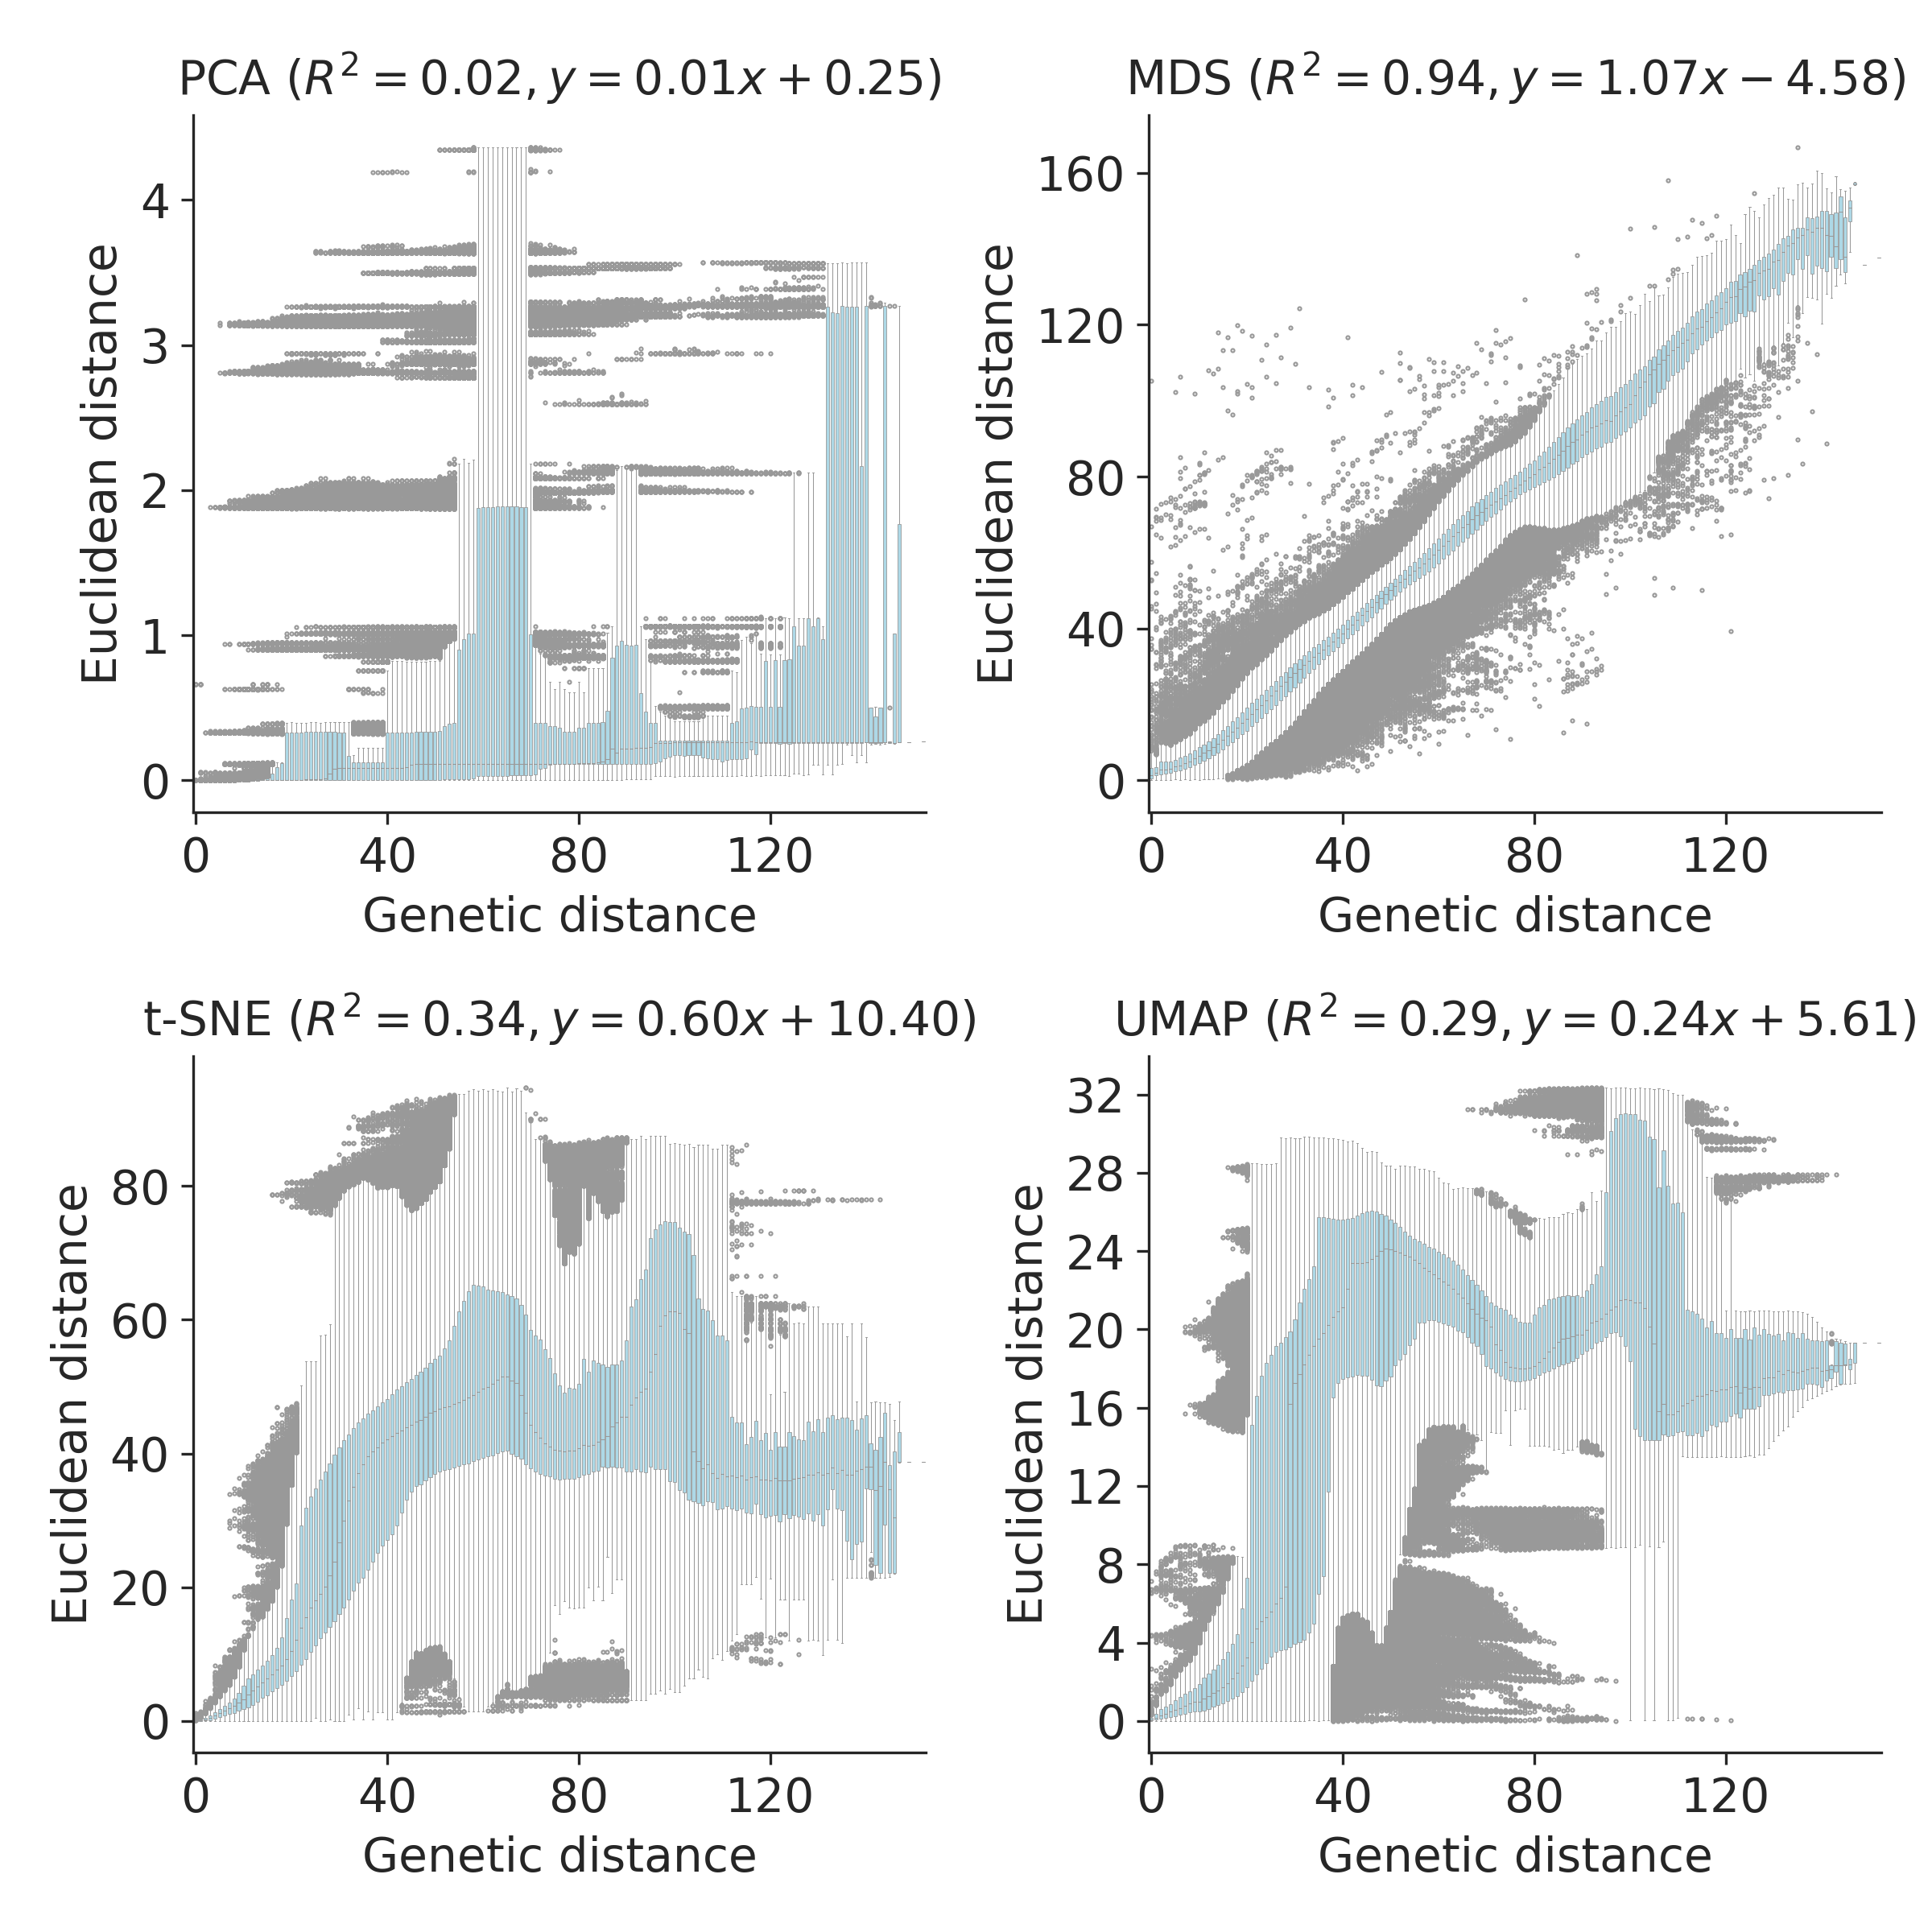 PCA (R² = 0.02, y = 0.01x + 0.25)
4
3
2
1
0
Euclidean distance
0 40 80 120
Genetic distance
MDS (R² = 0.94, y = 1.07x − 4.58)
160
120
80
40
0
Euclidean distance
0 40 80 120
Genetic distance
t-SNE (R² = 0.34, y = 0.60x + 10.40)
80
60
40
20
0
Euclidean distance
0 40 80 120
Genetic distance
UMAP (R² = 0.29, y = 0.24x + 5.61)
32
28
24
20
16
12
8
4
0
Euclidean distance
0 40 80 120
Genetic distance